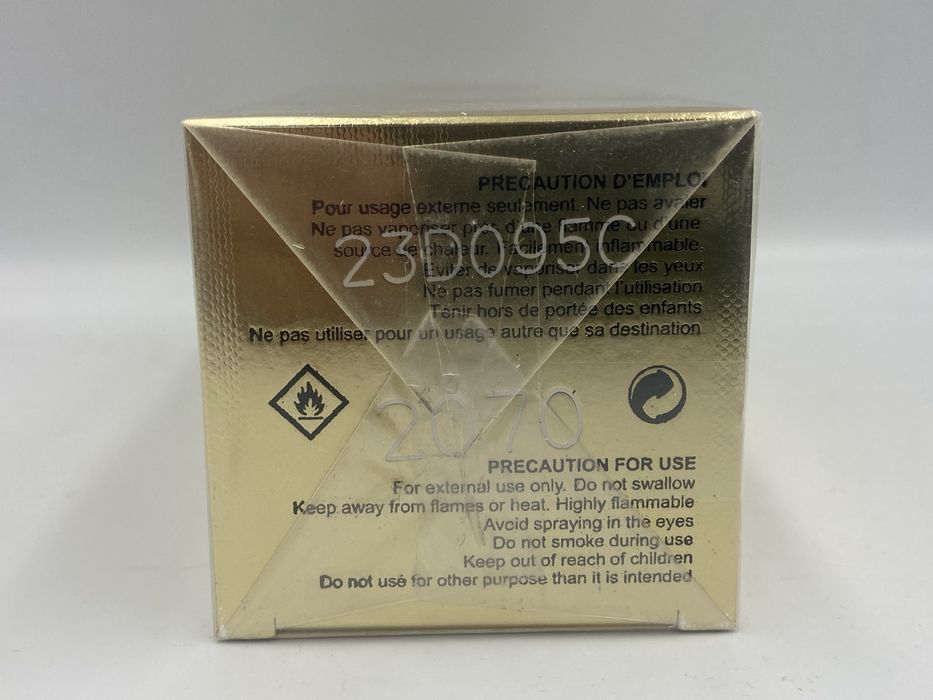 PRECAUTION D'EMPLOI
Pour usage externe seulement. Ne pas avaler
Ne pas vaporiser près d'une flamme ou d'une
source de chaleur. Facilement inflammable.
Eviter de vaporiser dans les yeux
Ne pas fumer pendant l'utilisation
Tenir hors de portée des enfants
Ne pas utiliser pour un usage autre que sa destination
23D095C
2070
PRECAUTION FOR USE
For external use only. Do not swallow
Keep away from flames or heat. Highly flammable
Avoid spraying in the eyes
Do not smoke during use
Keep out of reach of children
Do not use for other purpose than it is intended